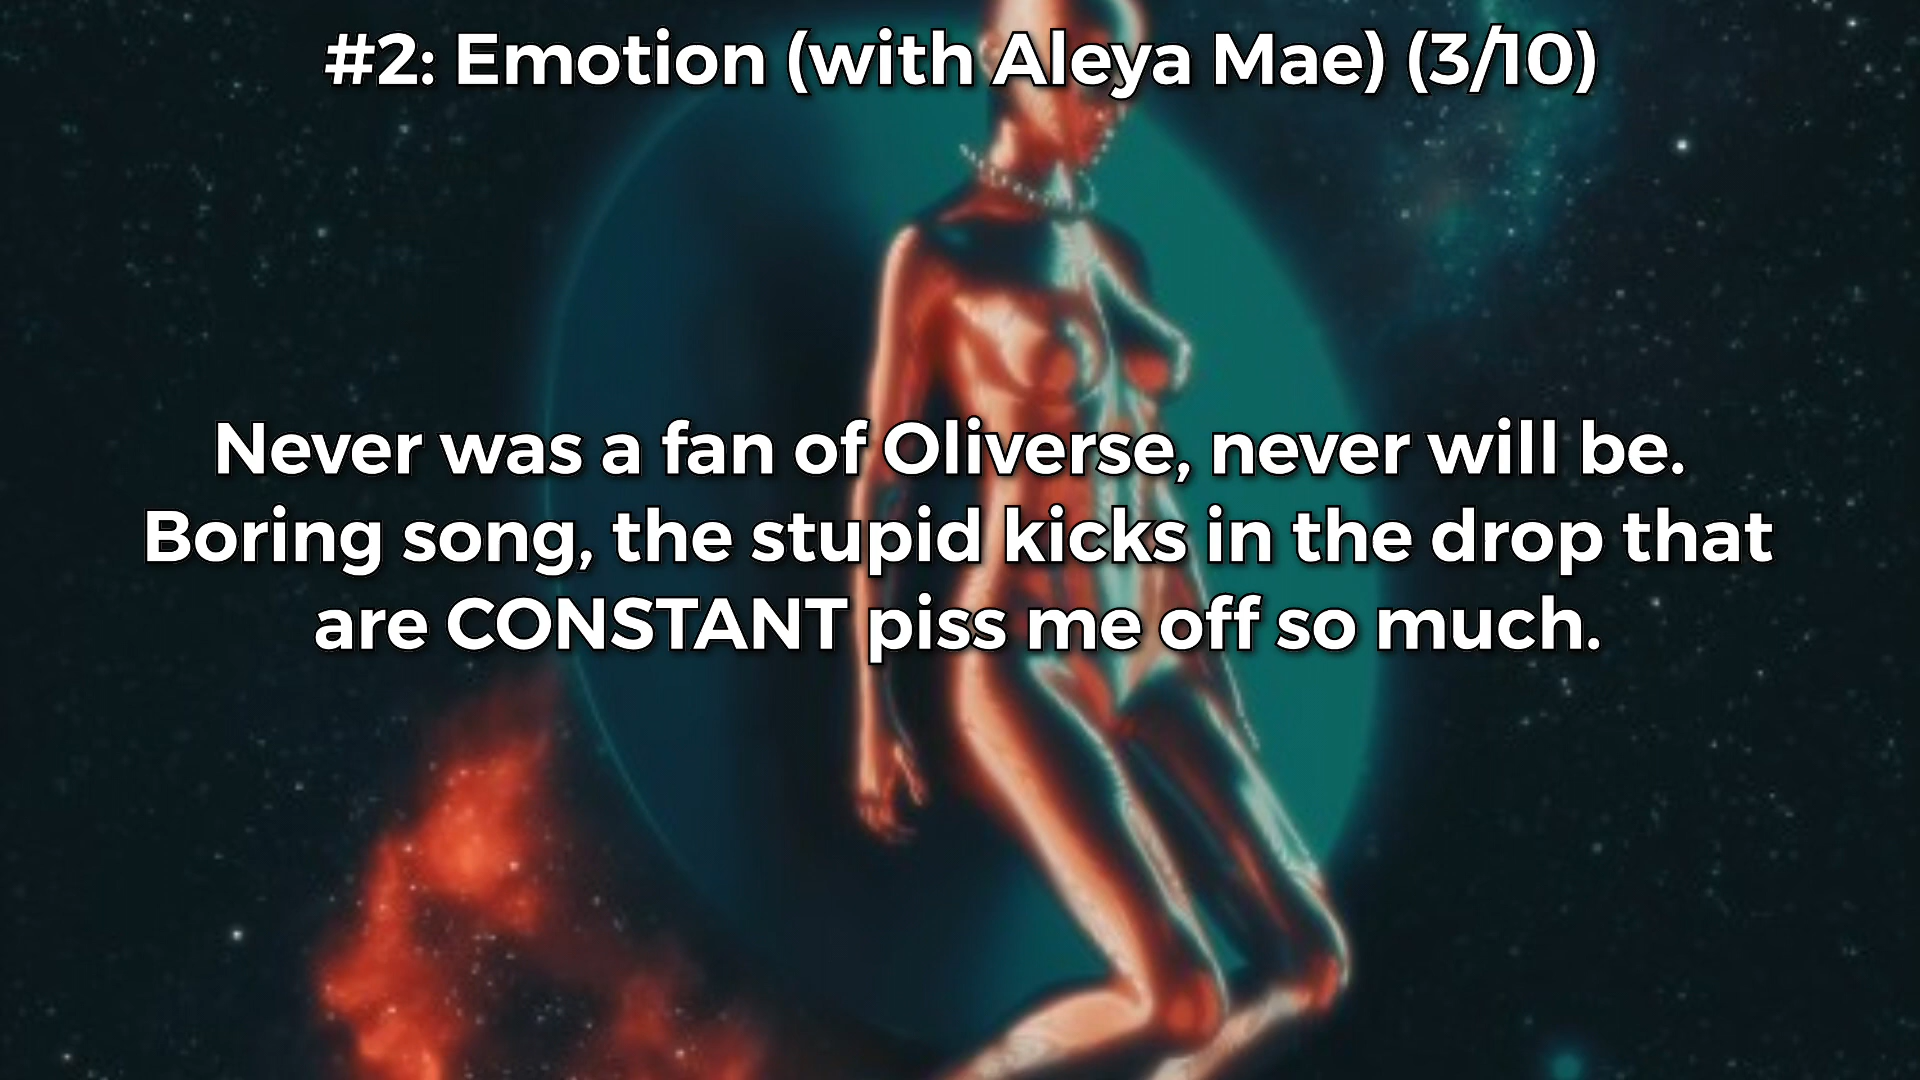 #2: Emotion (with Aleya Mae) (3/10)
Never was a fan of Oliverse, never will be.
Boring song, the stupid kicks in the drop that
are CONSTANT piss me off so much.